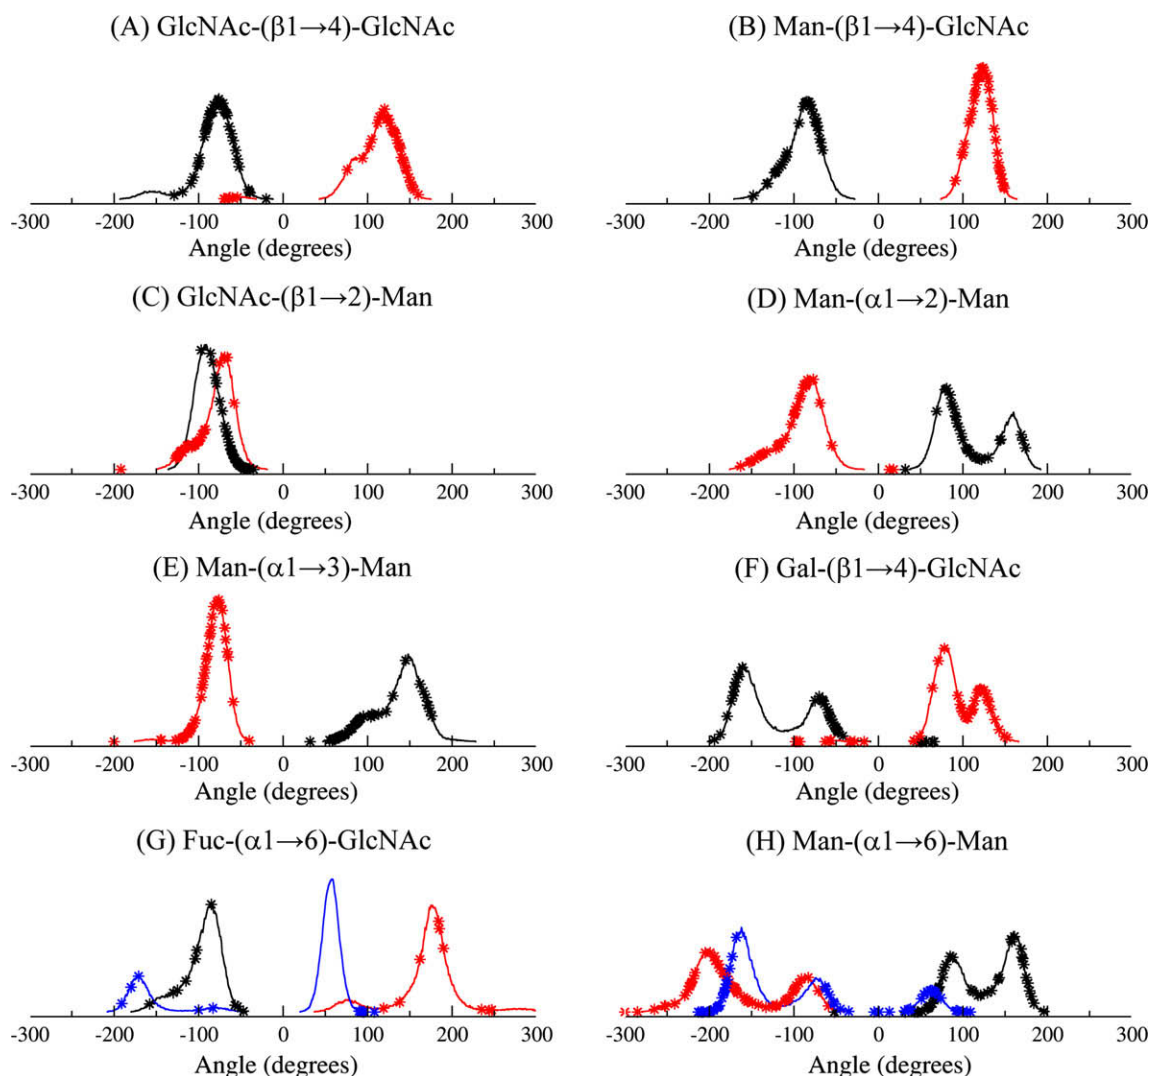 (A) GlcNAc-(β1→4)-GlcNAc
(B) Man-(β1→4)-GlcNAc
-300 -200 -100 0 100 200 300
-300 -200 -100 0 100 200 300
Angle (degrees)
Angle (degrees)
(C) GlcNAc-(β1→2)-Man
(D) Man-(α1→2)-Man
-300 -200 -100 0 100 200 300
-300 -200 -100 0 100 200 300
Angle (degrees)
Angle (degrees)
(E) Man-(α1→3)-Man
(F) Gal-(β1→4)-GlcNAc
-300 -200 -100 0 100 200 300
-300 -200 -100 0 100 200 300
Angle (degrees)
Angle (degrees)
(G) Fuc-(α1→6)-GlcNAc
(H) Man-(α1→6)-Man
-300 -200 -100 0 100 200 300
-300 -200 -100 0 100 200 300
Angle (degrees)
Angle (degrees)